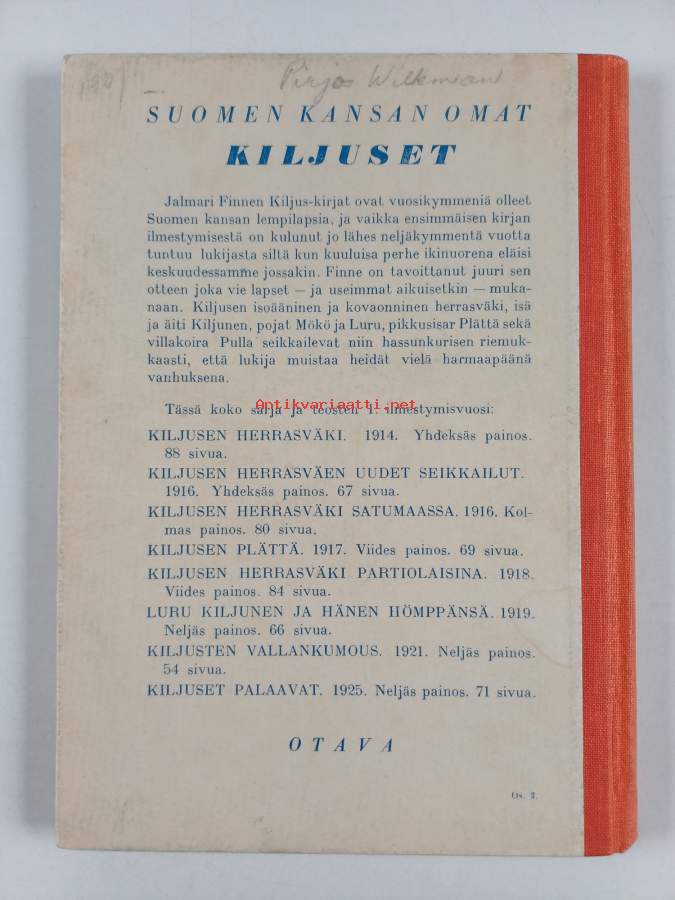 Pirjo Wilkman
SUOMEN KANSAN OMAT
KILJUSET
Jalmari Finnen Kiljus-kirjat ovat vuosikymmeniä olleet
Suomen kansan lempilapsia, ja vaikka ensimmäisen kirjan
ilmestymisestä on kulunut jo lähes neljäkymmentä vuotta
tuntuu lukijasta siltä kun kuuluisa perhe ikinuorena eläisi
keskuudessamme jossakin. Finne on tavoittanut juuri sen
otteen joka vie lapset — ja useimmat aikuisetkin — muka-
naan. Kiljusen isoääninen ja kovaonninen herrasväki, isä
ja äiti Kiljunen, pojat Mökö ja Luru, pikkusisar Plättä sekä
villakoira Pulla seikkailevat niin hassunkurisen riemuk-
kaasti, että lukija muistaa heidät vielä harmaapäänä
vanhuksena.
Antikvariaatti.net
Tässä koko sarja ja teosten 1. ilmestymisvuosi:
KILJUSEN HERRASVÄKI. 1914. Yhdeksäs painos.
88 sivua.
KILJUSEN HERRASVÄEN UUDET SEIKKAILUT.
1916. Yhdeksäs painos. 67 sivua.
KILJUSEN HERRASVÄKI SATUMAASSA. 1916. Kol-
mas painos. 80 sivua.
KILJUSEN PLÄTTÄ. 1917. Viides painos. 69 sivua.
KILJUSEN HERRASVÄKI PARTIOLAISINA. 1918.
Viides painos. 84 sivua.
LURU KILJUNEN JA HÄNEN HÖMPPÄNSÄ. 1919.
Neljäs painos. 66 sivua.
KILJUSTEN VALLANKUMOUS. 1921. Neljäs painos.
54 sivua.
KILJUSET PALAAVAT. 1925. Neljäs painos. 71 sivua.
OTAVA
Os. 3.